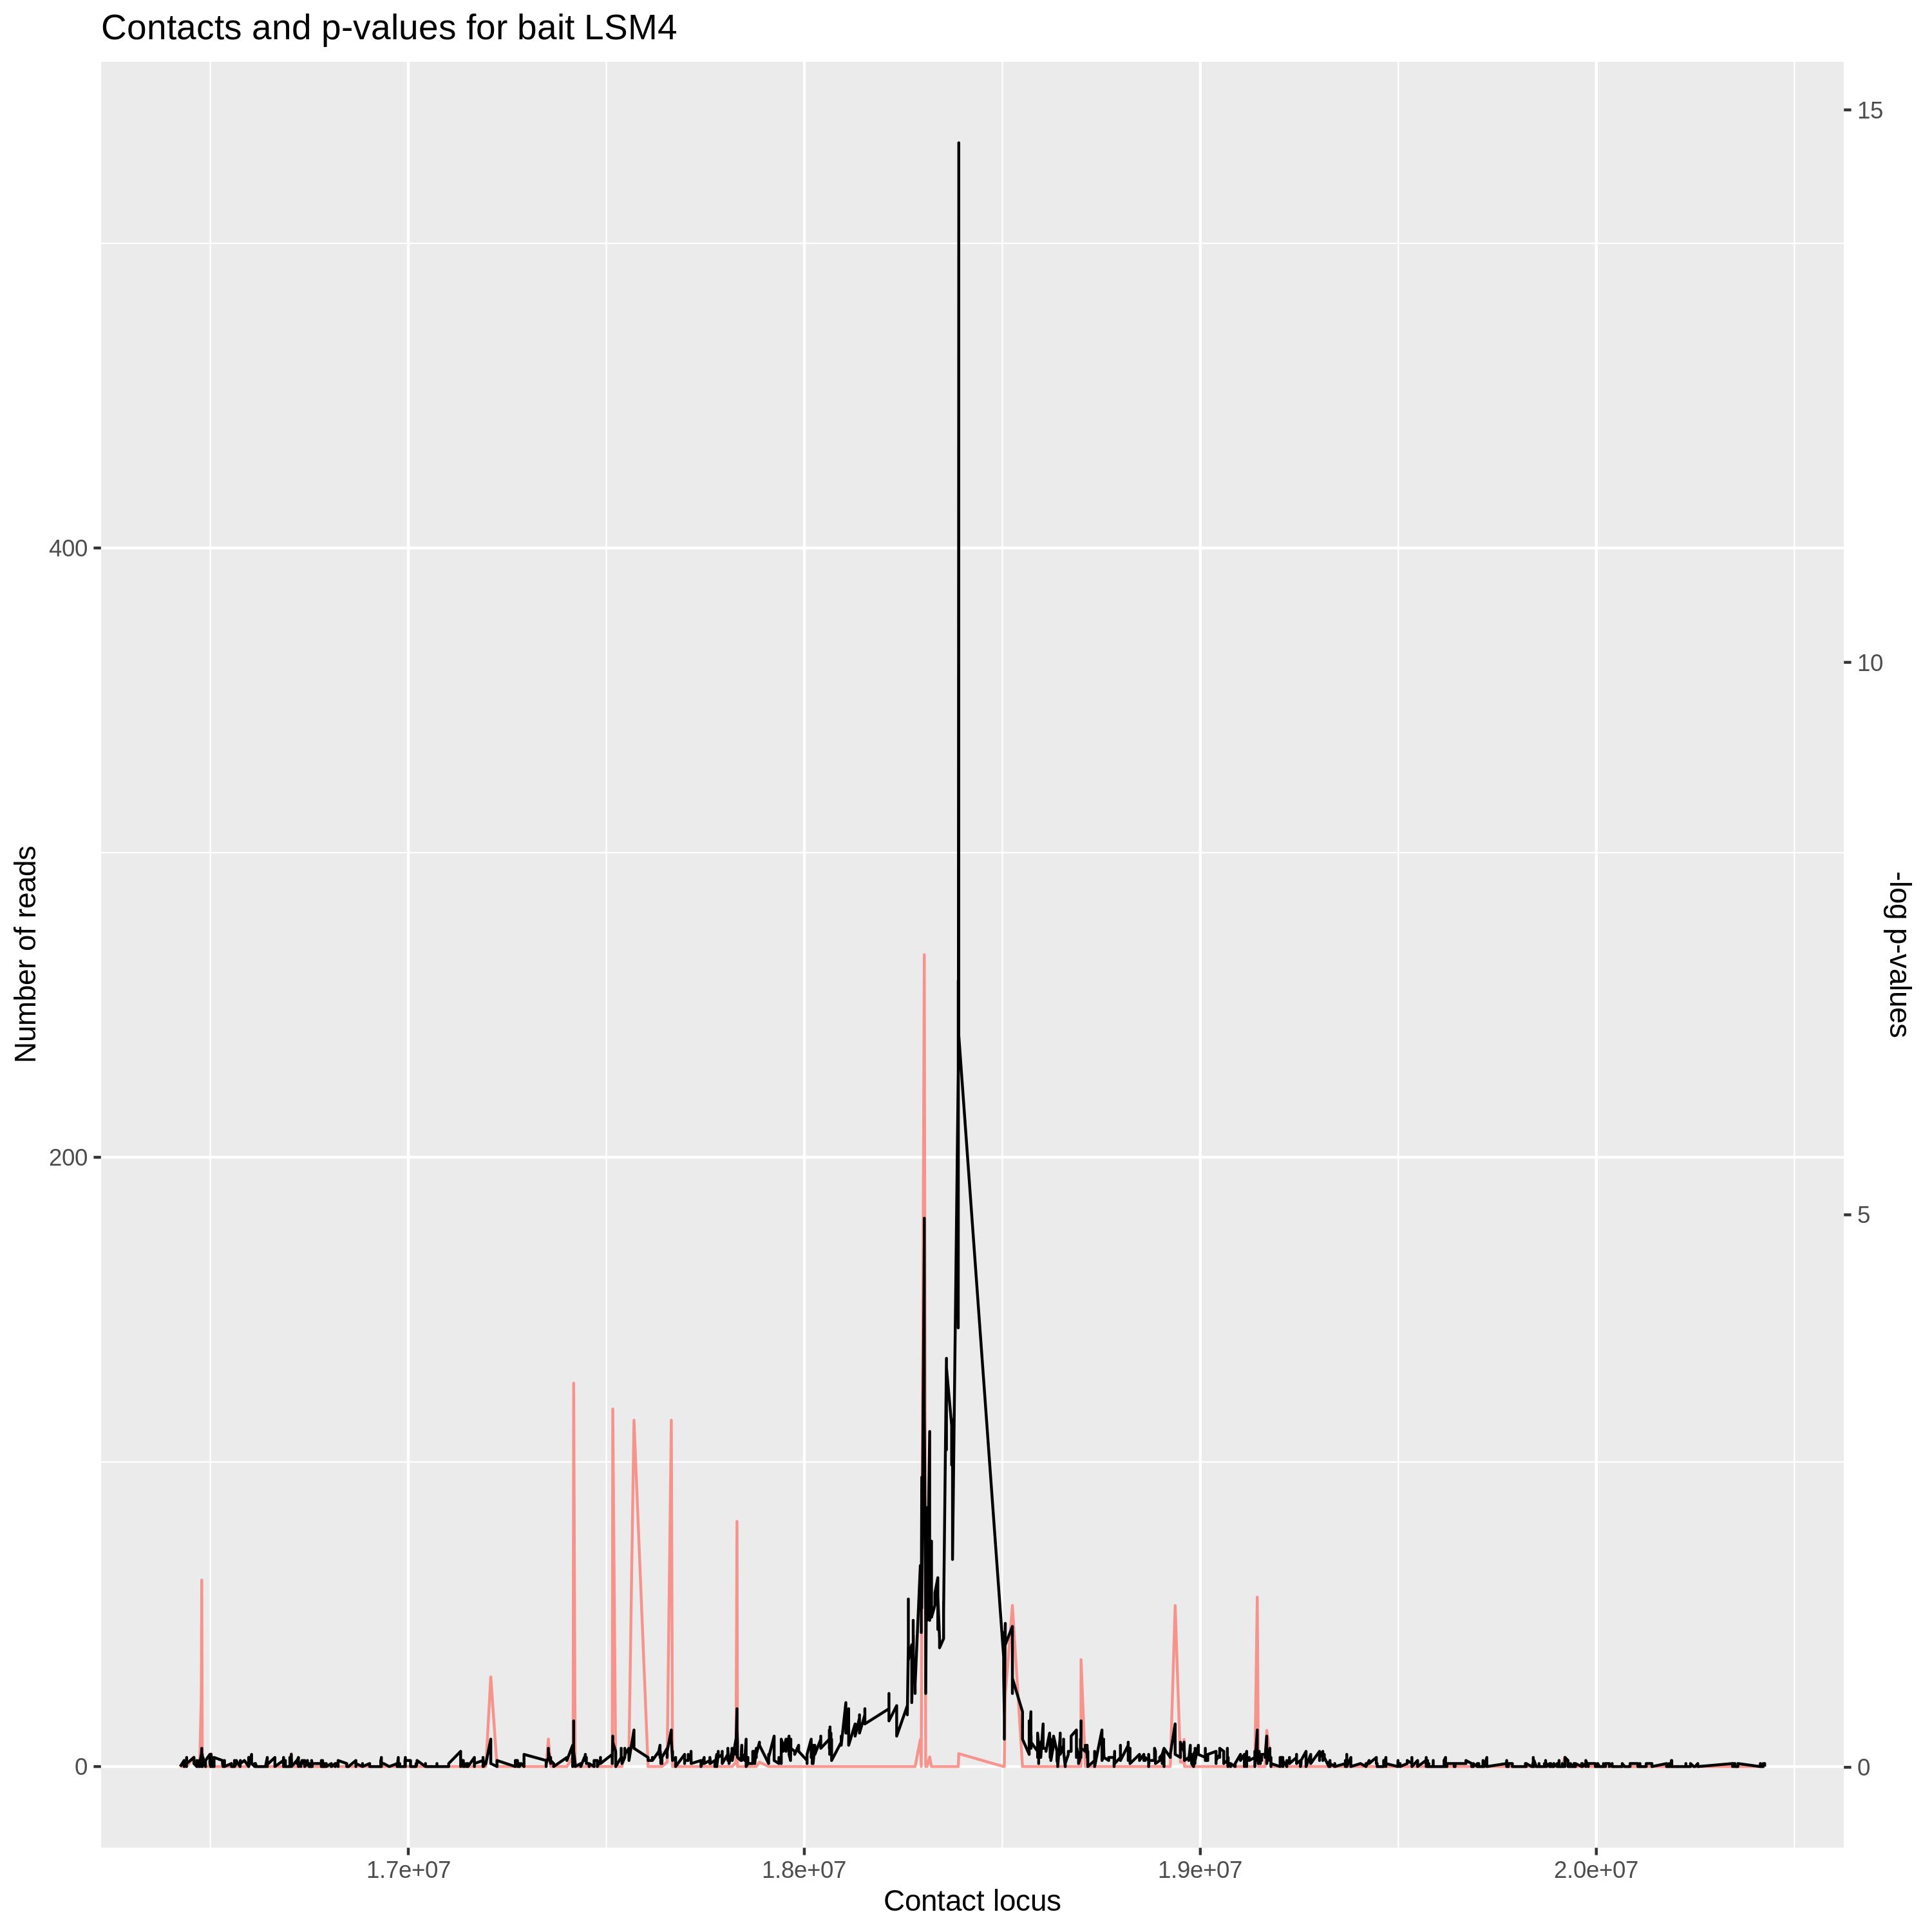 Contacts and p-values for bait LSM4
15
400
10
Number of reads
-log p-values
200
5
0
0
1.7e+07
1.8e+07
1.9e+07
2.0e+07
Contact locus